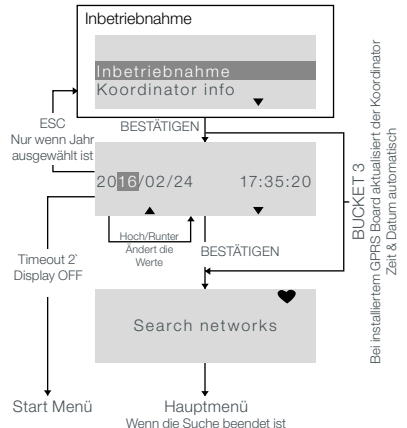 Inbetriebnahme
Inbetriebnahme
Koordinator info
ESC
Nur wenn Jahr
ausgewählt ist
BESTÄTIGEN
2016/02/24 17:35:20
Hoch/Runter
Ändert die
Werte
BESTÄTIGEN
Timeout 2`
Display OFF
BUCKET 3
Bei installiertem GPRS Board aktualisiert der Koordinator
Zeit & Datum automatisch
Search networks
Start Menü
Hauptmenü
Wenn die Suche beendet ist